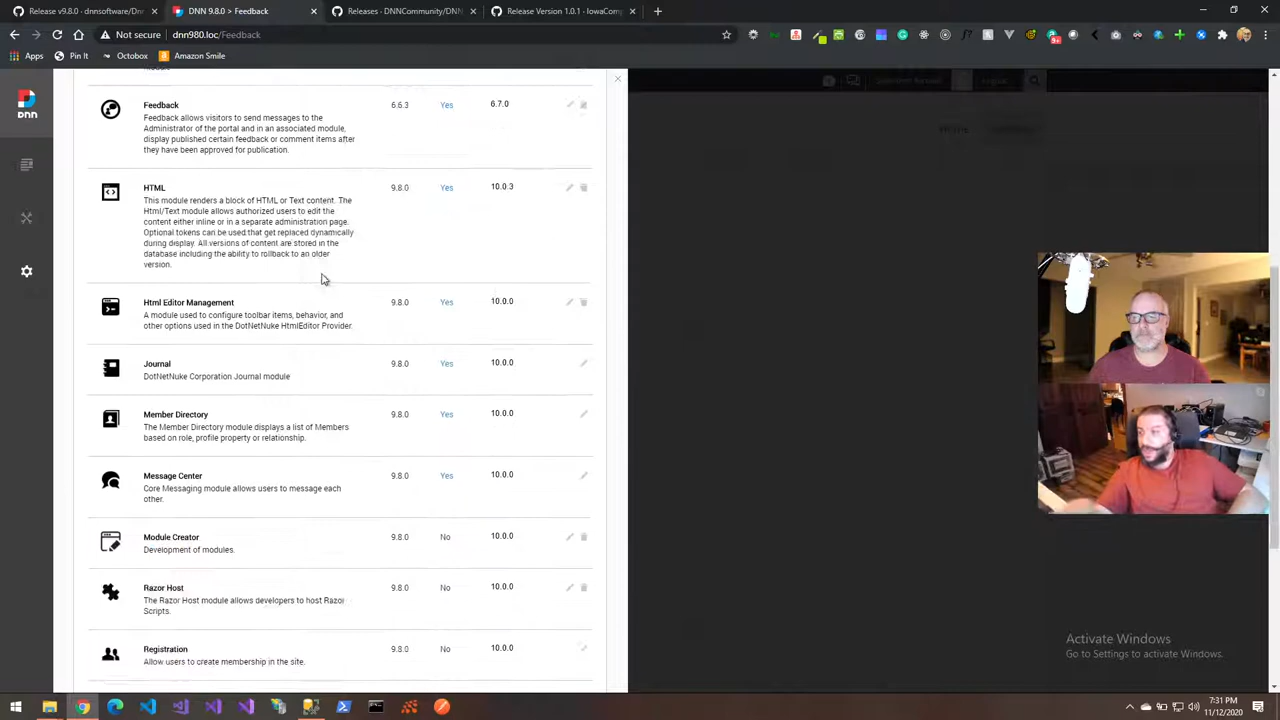 Release v9.8.0 · dnnsoftware/Dnn
DNN 9.8.0 > Feedback
Releases · DNNCommunity/DNN
Release Version 1.0.1 · IowaComp
Not secure
dnn980.loc/Feedback
Apps
Pin It
Octobox
Amazon Smile
dnn
Feedback 6.6.3 Yes 6.7.0
Feedback allows visitors to send messages to the
Administrator of the portal and in an associated module,
display published certain feedback or comment items after
they have been approved for publication.
HTML 9.8.0 Yes 10.0.3
This module renders a block of HTML or Text content. The
Html/Text module allows authorized users to edit the
content either inline or in a separate administration page.
Optional tokens can be used that get replaced dynamically
during display. All versions of content are stored in the
database including the ability to rollback to an older
version.
Html Editor Management 9.8.0 Yes 10.0.0
A module used to configure toolbar items, behavior, and
other options used in the DotNetNuke HtmlEditor Provider.
Journal 9.8.0 Yes 10.0.0
DotNetNuke Corporation Journal module
Member Directory 9.8.0 Yes 10.0.0
The Member Directory module displays a list of Members
based on role, profile property or relationship.
Message Center 9.8.0 Yes 10.0.0
Core Messaging module allows users to message each
other.
Module Creator 9.8.0 No 10.0.0
Development of modules.
Razor Host 9.8.0 No 10.0.0
The Razor Host module allows developers to host Razor
Scripts.
Registration 9.8.0 No 10.0.0
Allow users to create membership in the site.
Home
Activate Windows
Go to Settings to activate Windows.
7:31 PM
11/12/2020